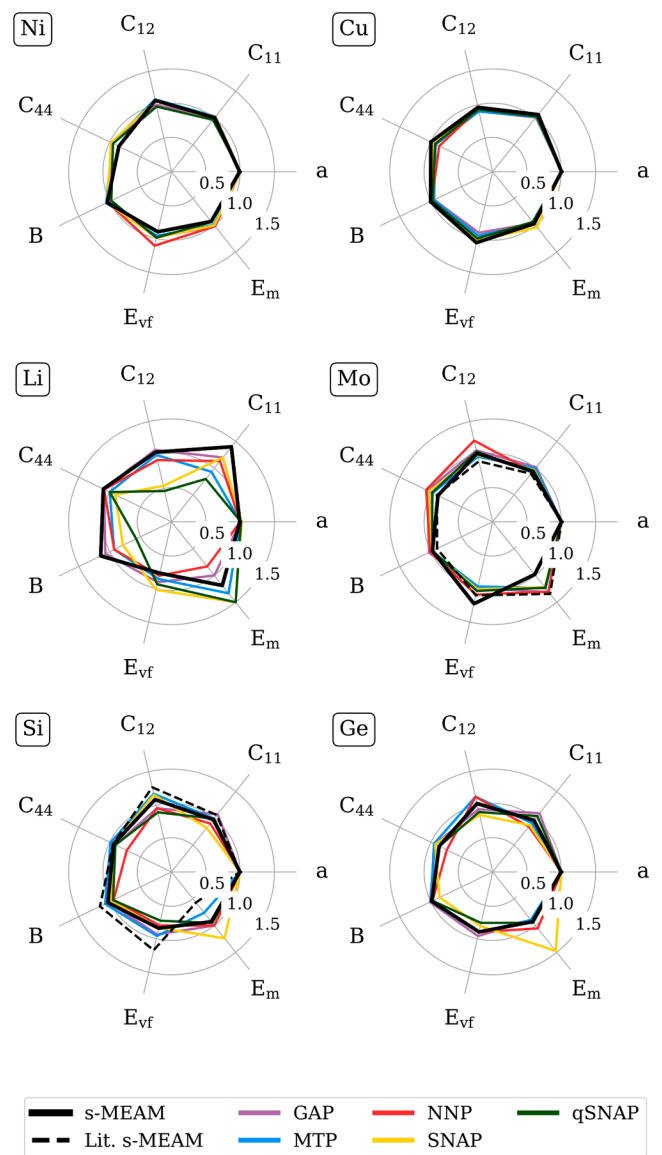 Ni
C12
C11
C44
a
0.5
1.0
1.5
B
Evf
Em
Cu
C12
C11
C44
a
0.5
1.0
1.5
B
Evf
Em
Li
C12
C11
C44
a
0.5
1.0
1.5
B
Evf
Em
Mo
C12
C11
C44
a
0.5
1.0
1.5
B
Evf
Em
Si
C12
C11
C44
a
0.5
1.0
1.5
B
Evf
Em
Ge
C12
C11
C44
a
0.5
1.0
1.5
B
Evf
Em
s-MEAM GAP NNP qSNAP
Lit. s-MEAM MTP SNAP